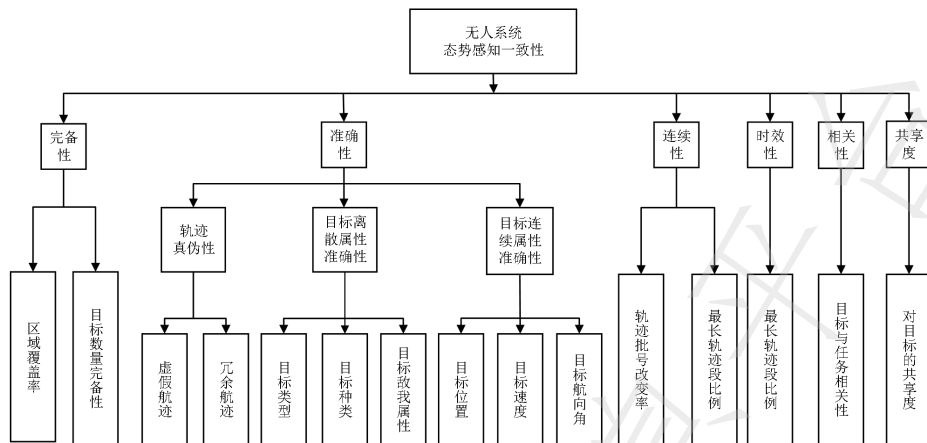 无人系统
态势感知一致性
完备
性
准确
性
连续
性
时效
性
相关
性
共享
度
轨迹
真伪性
目标离
散属性
准确性
目标连
续属性
准确性
区域覆盖率
目标数量完备性
虚假航迹
冗余航迹
目标类型
目标种类
目标敌我属性
目标位置
目标速度
目标航向角
轨迹批号改变率
最长轨迹段比例
最长轨迹段比例
目标与任务相关性
对目标的共享度